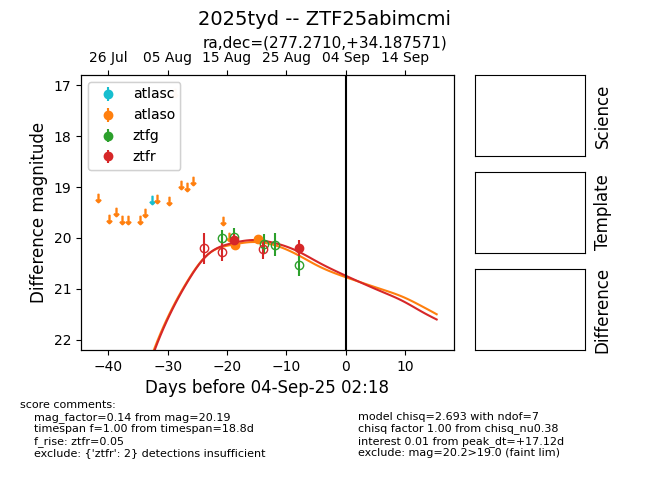 2025tyd -- ZTF25abimcmi
ra,dec=(277.2710,+34.187571)
26 Jul 05 Aug 15 Aug 25 Aug 04 Sep 14 Sep
atlasc
atlaso
ztfg
ztfr
17
18
19
20
21
22
Difference magnitude
−40 −30 −20 −10 0 10
Days before 04-Sep-25 02:18
Science
Template
Difference
score comments:
mag_factor=0.14 from mag=20.19
timespan f=1.00 from timespan=18.8d
f_rise: ztfr=0.05
exclude: {'ztfr': 2} detections insufficient
model chisq=2.693 with ndof=7
chisq factor 1.00 from chisq_nu0.38
interest 0.01 from peak_dt=+17.12d
exclude: mag=20.2>19.0 (faint lim)